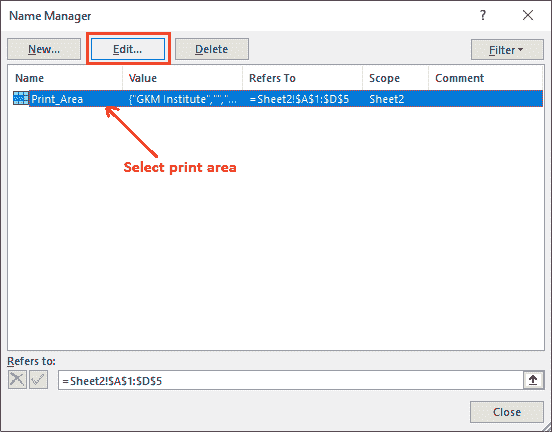 Name Manager
? ×
New... Edit... Delete Filter
Name Value Refers To Scope Comment
Print_Area {"GKM Institute","","... =Sheet2!$A$1:$D$5 Sheet2
Select print area
Refers to:
=Sheet2!$A$1:$D$5
Close